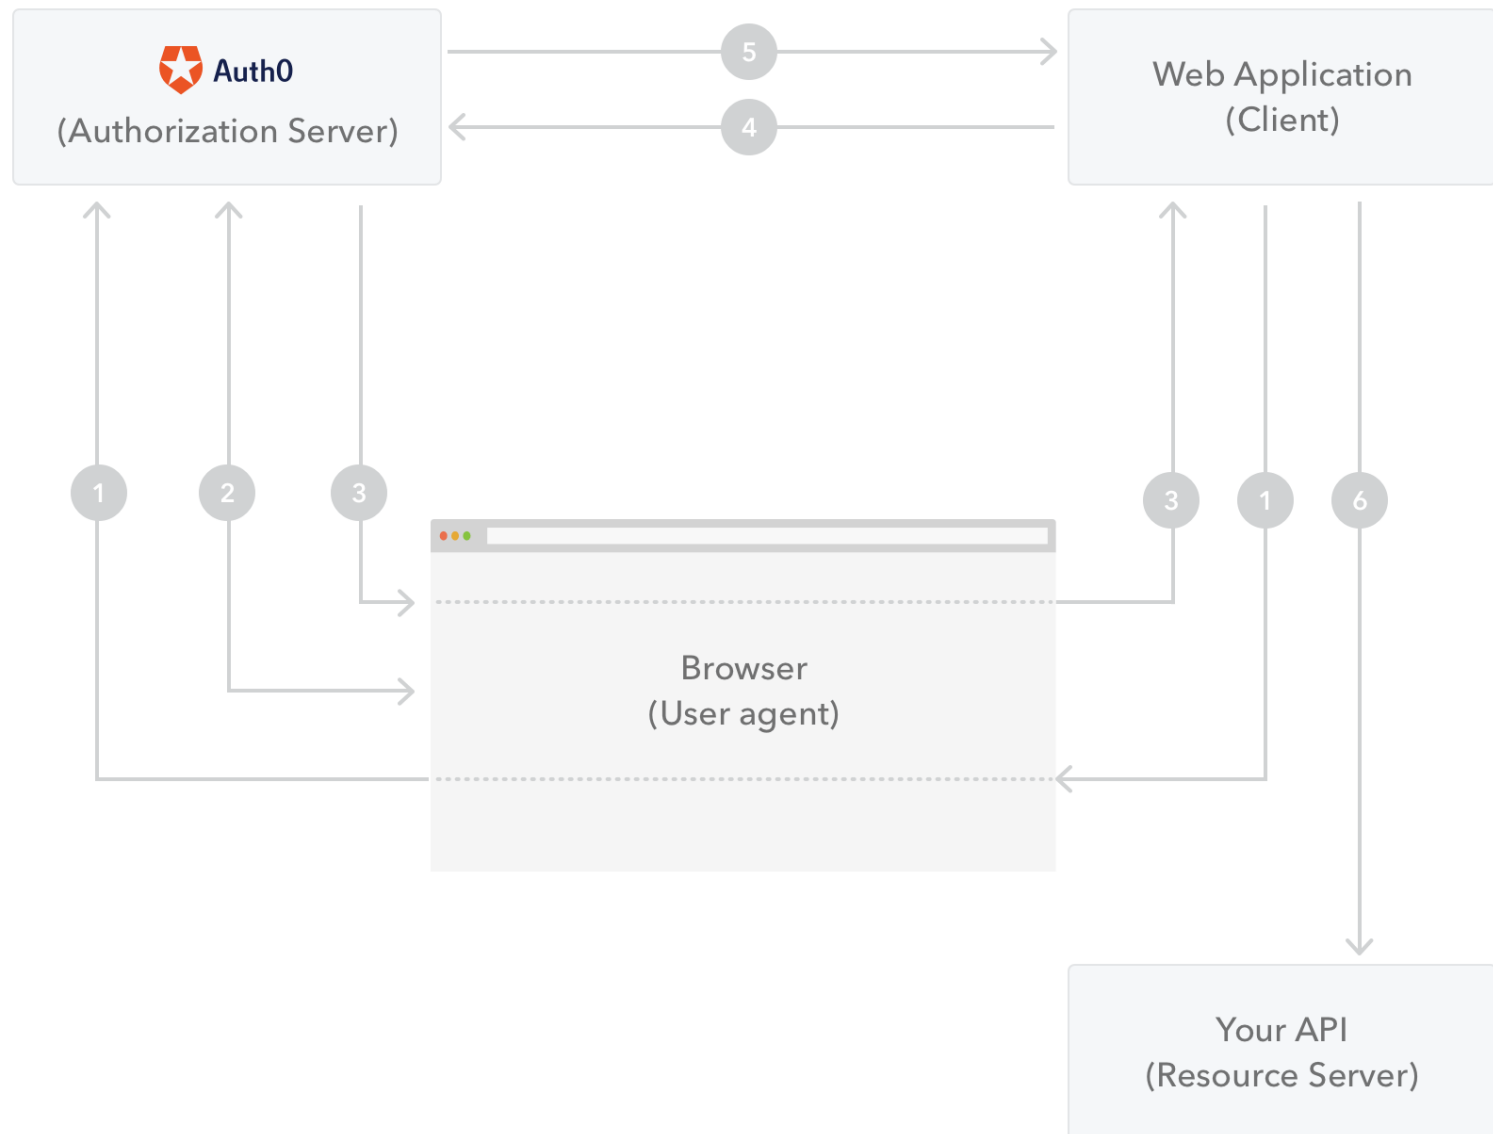 Auth0
(Authorization Server)
5
4
Web Application
(Client)
1
2
3
3
1
6
Browser
(User agent)
Your API
(Resource Server)